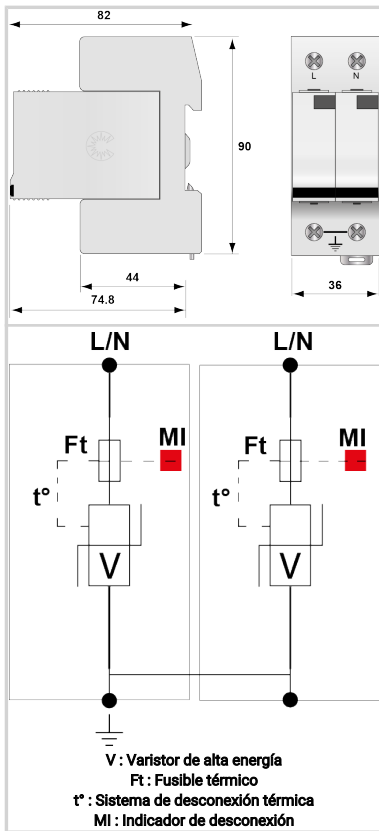 82
L N
90
44
74.8
36
L/N L/N
Ft MI Ft MI
t° t°
V V
V : Varistor de alta energía
Ft : Fusible térmico
t° : Sistema de desconexión térmica
MI : Indicador de desconexión